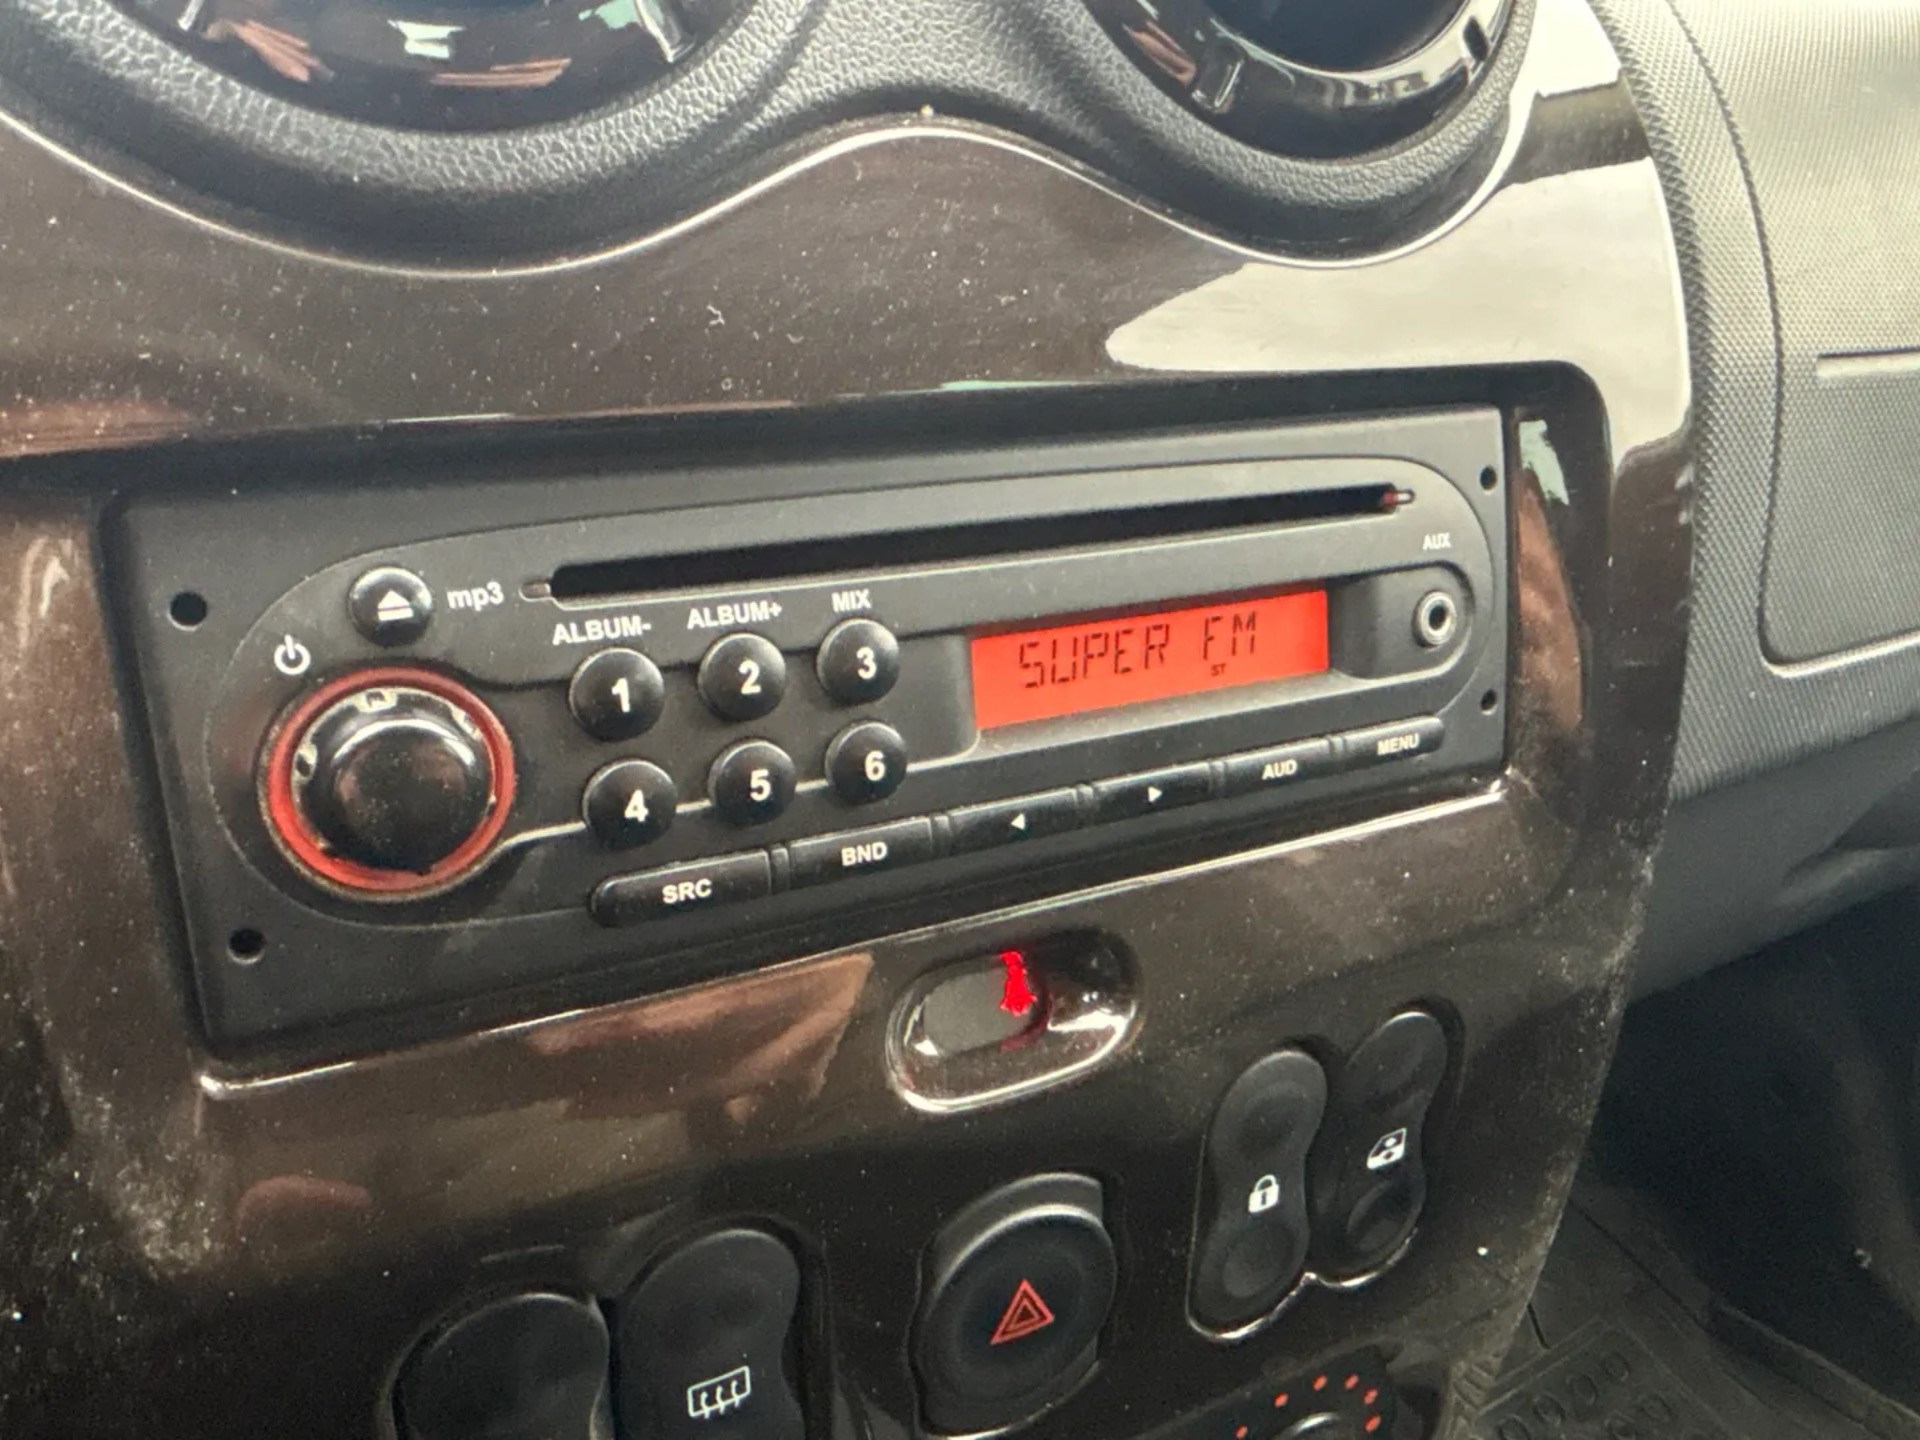 AUX
mp3
ALBUM- ALBUM+ MIX
1 2 3
SUPER FM
ST
4 5 6
SRC BND AUD MENU